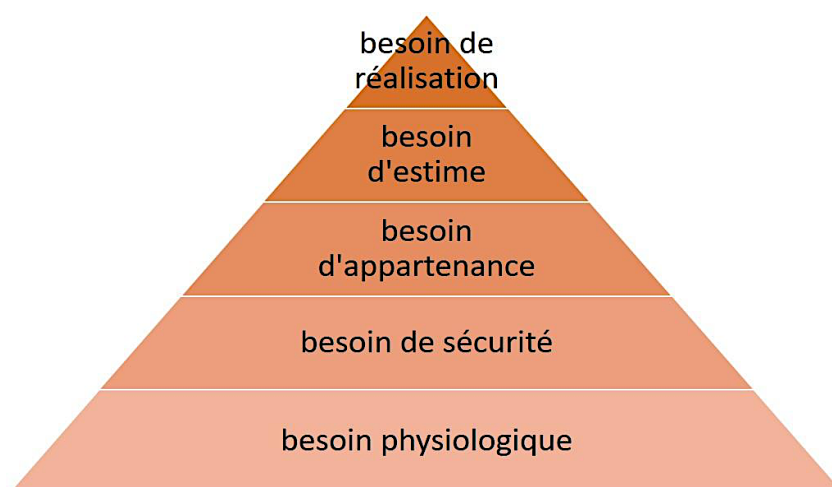 besoin de
réalisation
besoin
d'estime
besoin
d'appartenance
besoin de sécurité
besoin physiologique